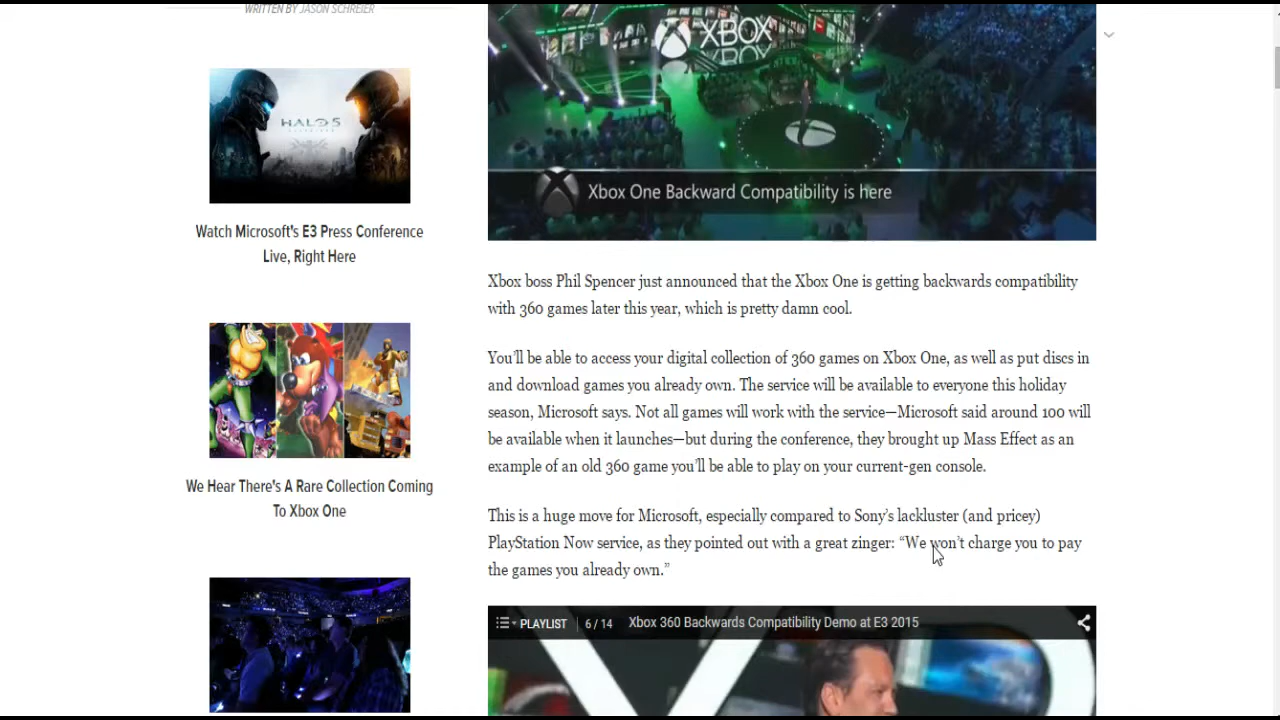 WRITTEN BY JASON SCHREIER
HALO 5
Watch Microsoft's E3 Press Conference
Live, Right Here
We Hear There's A Rare Collection Coming
To Xbox One
XBOX
XBOX
Xbox One Backward Compatibility is here
Xbox boss Phil Spencer just announced that the Xbox One is getting backwards compatibility
with 360 games later this year, which is pretty damn cool.
You’ll be able to access your digital collection of 360 games on Xbox One, as well as put discs in
and download games you already own. The service will be available to everyone this holiday
season, Microsoft says. Not all games will work with the service—Microsoft said around 100 will
be available when it launches—but during the conference, they brought up Mass Effect as an
example of an old 360 game you’ll be able to play on your current-gen console.
This is a huge move for Microsoft, especially compared to Sony’s lackluster (and pricey)
PlayStation Now service, as they pointed out with a great zinger: “We won’t charge you to pay
the games you already own.”
PLAYLIST 6 / 14 Xbox 360 Backwards Compatibility Demo at E3 2015